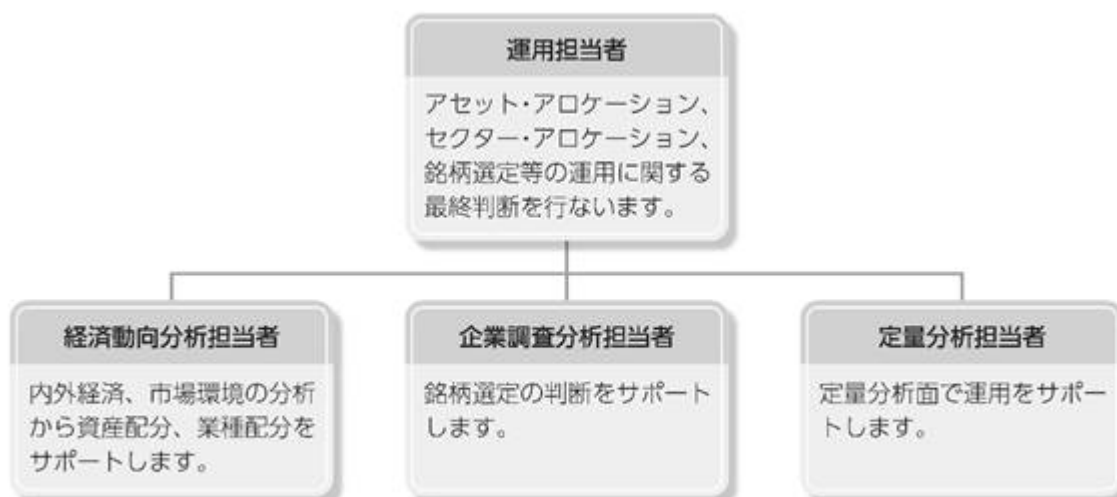 運用担当者
アセット・アロケーション、
セクター・アロケーション、
銘柄選定等の運用に関する
最終判断を行ないます。
経済動向分析担当者
内外経済、市場環境の分析
から資産配分、業種配分を
サポートします。
企業調査分析担当者
銘柄選定の判断をサポート
します。
定量分析担当者
定量分析面で運用をサポー
トします。